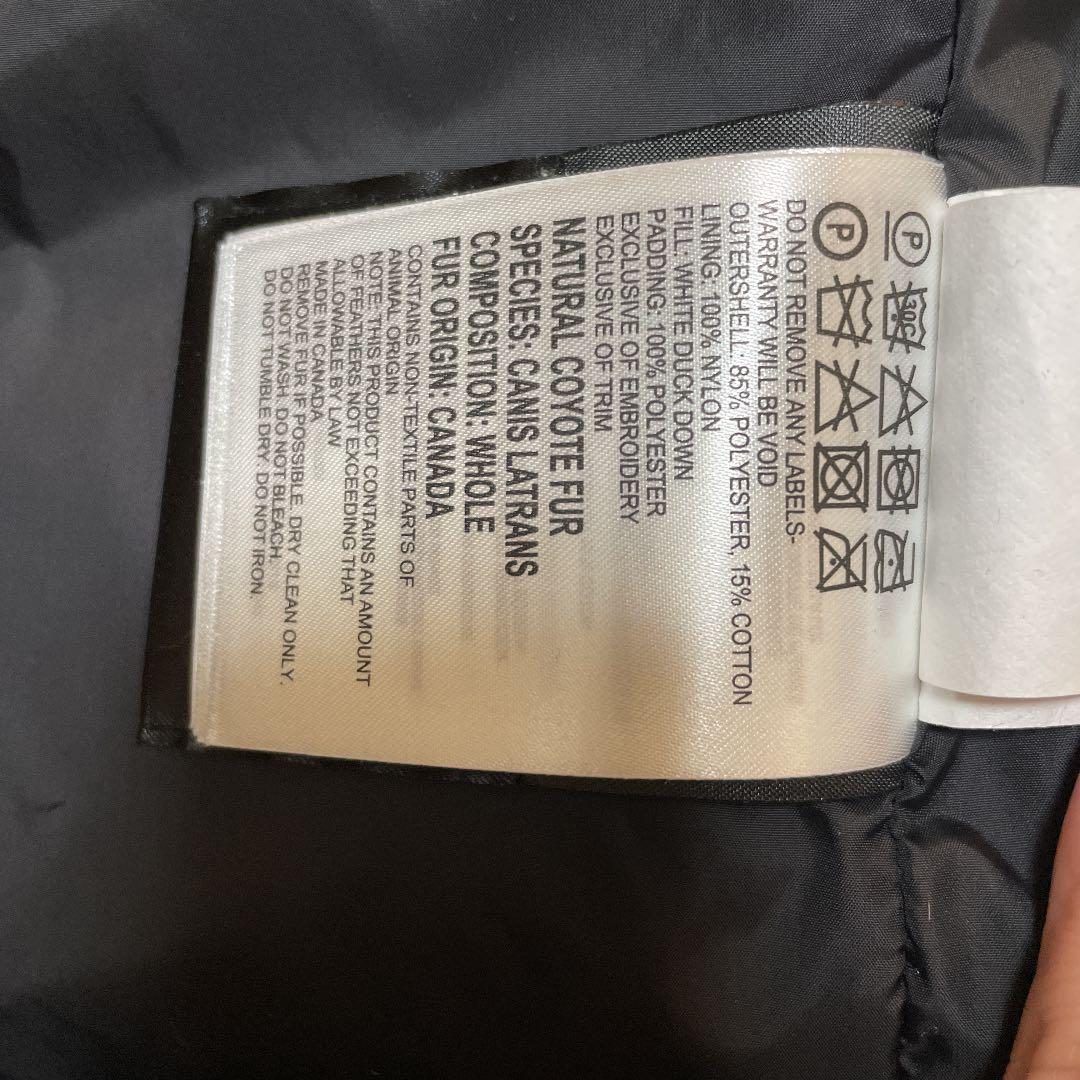 P
30C
P
DO NOT REMOVE ANY LABELS-
WARRANTY WILL BE VOID
OUTERSHELL: 85% POLYESTER, 15% COTTON
LINING: 100% NYLON
FILL: WHITE DUCK DOWN
PADDING: 100% POLYESTER
EXCLUSIVE OF EMBROIDERY
EXCLUSIVE OF TRIM
NATURAL COYOTE FUR
SPECIES: CANIS LATRANS
COMPOSITION: WHOLE
FUR ORIGIN: CANADA
CONTAINS NON-TEXTILE PARTS OF
ANIMAL ORIGIN
NOTE-THIS PRODUCT CONTAINS AN AMOUNT
OF FEATHERS NOT EXCEEDING THAT
ALLOWABLE BY LAW
MADE IN CANADA
REMOVE FUR IF POSSIBLE. DRY CLEAN ONLY.
DO NOT WASH. DO NOT BLEACH.
DO NOT TUMBLE DRY. DO NOT IRON.